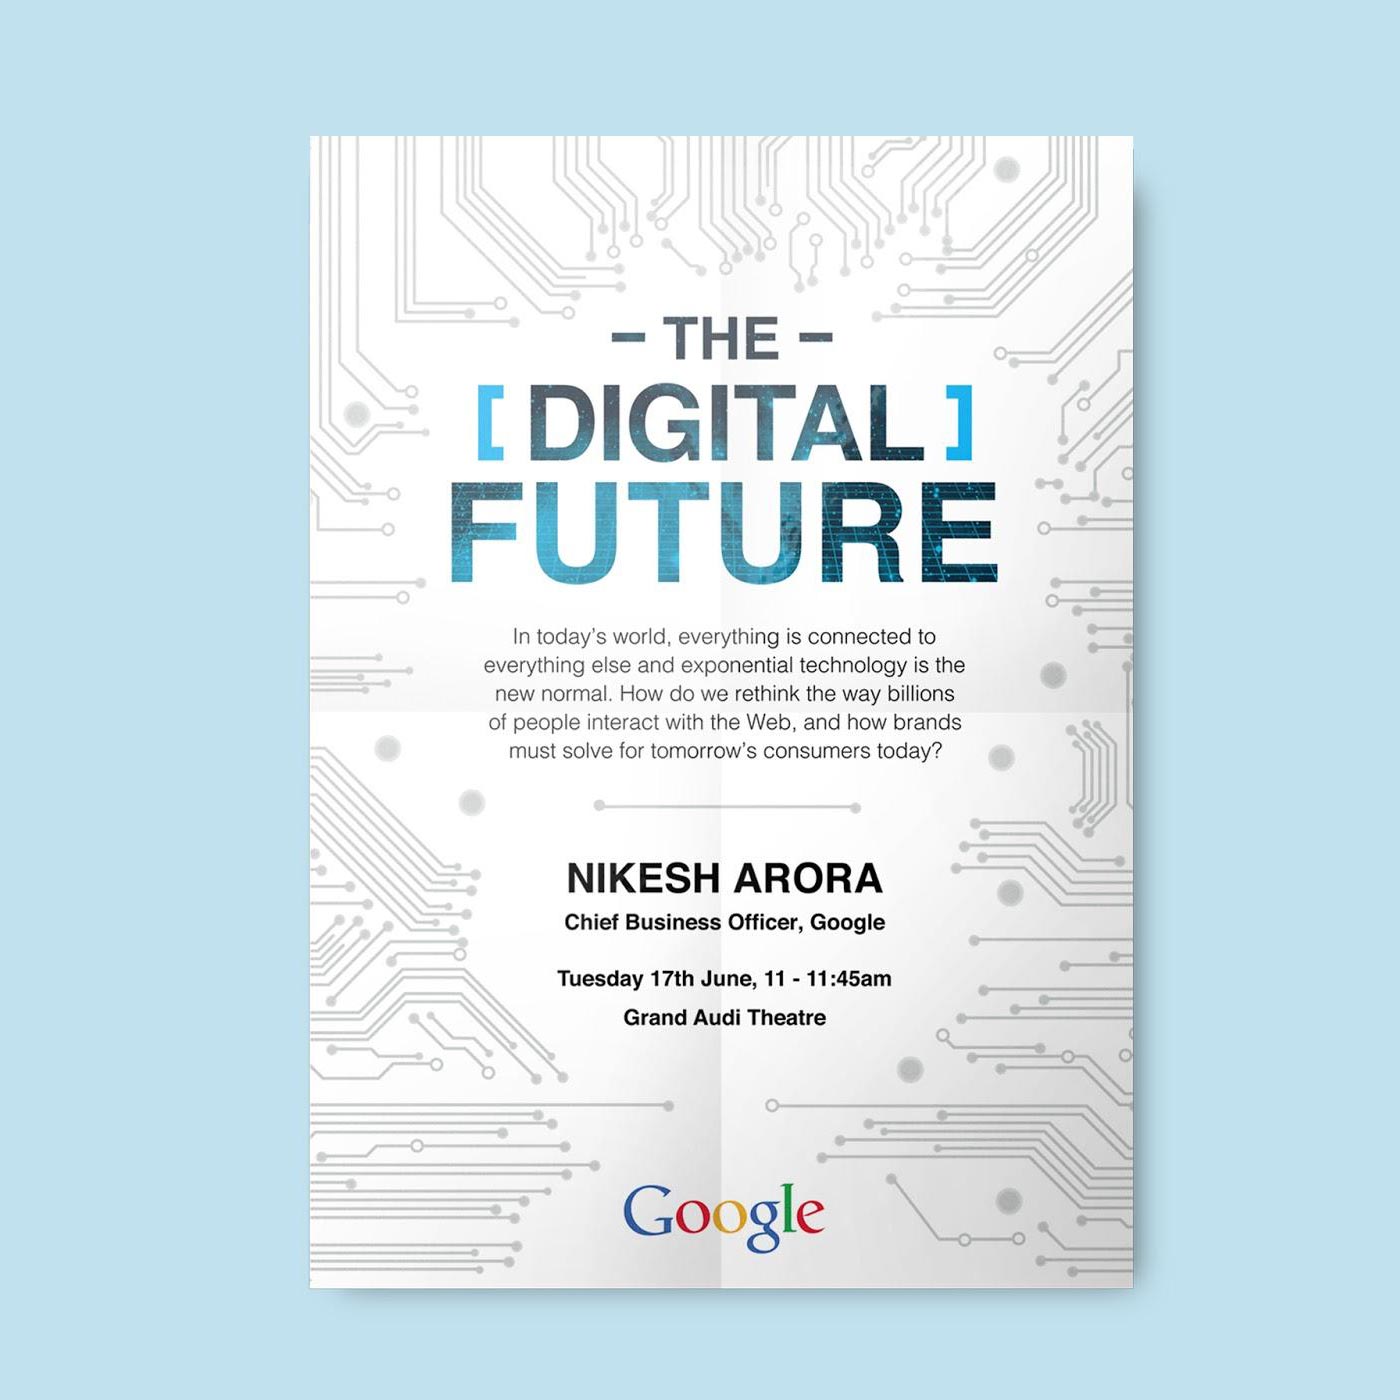 – THE –
[ DIGITAL ]
FUTURE
In today's world, everything is connected to
everything else and exponential technology is the
new normal. How do we rethink the way billions
of people interact with the Web, and how brands
must solve for tomorrow's consumers today?
NIKESH ARORA
Chief Business Officer, Google
Tuesday 17th June, 11 - 11:45am
Grand Audi Theatre
Google